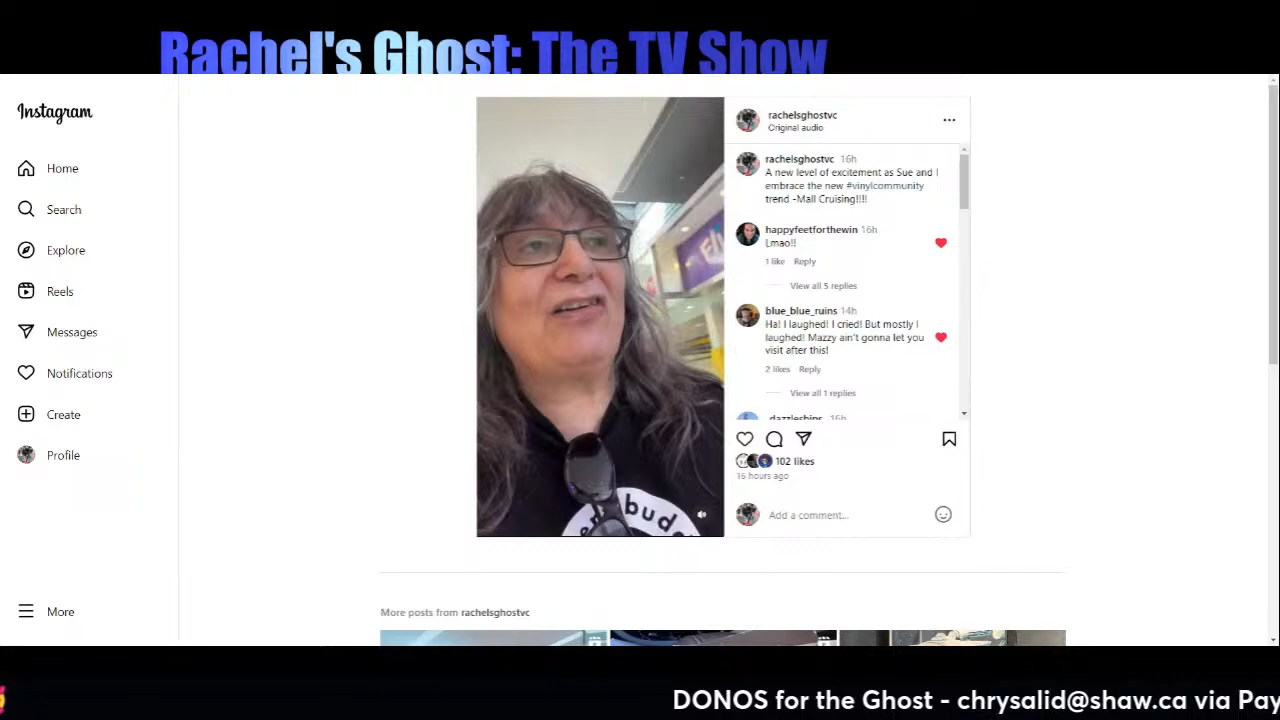 Rachel's Ghost: The TV Show
Instagram
Home
Search
Explore
Reels
Messages
Notifications
Create
Profile
More
budd
rachelsghostvc
Original audio
rachelsghostvc 16h
A new level of excitement as Sue and I
embrace the new #vinylcommunity
trend -Mall Cruising!!!!
happyfeetforthewin 16h
Lmao!!
1 like Reply
View all 5 replies
blue_blue_ruins 14h
Ha! I laughed! I cried! But mostly I
laughed! Mazzy ain't gonna let you
visit after this!
2 likes Reply
View all 1 replies
dazzleships 16h
102 likes
16 hours ago
Add a comment...
More posts from rachelsghostvc
DONOS for the Ghost - chrysalid@shaw.ca via Pay